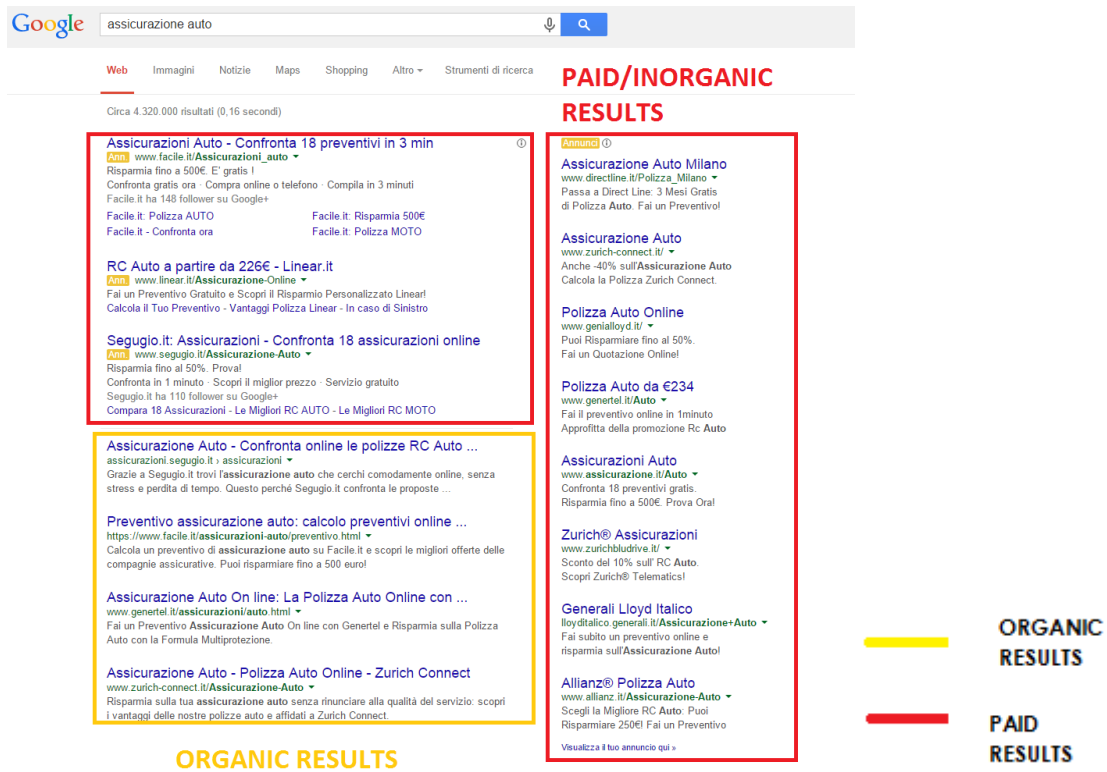 Google
assicurazione auto
Web Immagini Notizie Maps Shopping Altro Strumenti di ricerca
PAID/INORGANIC
RESULTS
Circa 4.320.000 risultati (0,16 secondi)
Assicurazioni Auto - Confronta 18 preventivi in 3 min
Ann. www.facile.it/Assicurazioni_auto
Risparmia fino a 500€. E' gratis !
Confronta gratis ora · Compra online o telefono · Compila in 3 minuti
Facile.it ha 148 follower su Google+
Facile.it: Polizza AUTO Facile.it: Risparmia 500€
Facile.it - Confronta ora Facile.it: Polizza MOTO
RC Auto a partire da 226€ - Linear.it
Ann. www.linear.it/Assicurazione-Online
Fai un Preventivo Gratuito e Scopri il Risparmio Personalizzato Linear!
Calcola il Tuo Preventivo - Vantaggi Polizza Linear - In caso di Sinistro
Segugio.it: Assicurazioni - Confronta 18 assicurazioni online
Ann. www.segugio.it/Assicurazione-Auto
Risparmia fino al 50%. Prova!
Confronta in 1 minuto · Scopri il miglior prezzo · Servizio gratuito
Segugio.it ha 110 follower su Google+
Compara 18 Assicurazioni - Le Migliori RC AUTO - Le Migliori RC MOTO
Assicurazione Auto - Confronta online le polizze RC Auto ...
assicurazioni.segugio.it › assicurazioni
Grazie a Segugio.it trovi l'assicurazione auto che cerchi comodamente online, senza
stress e perdita di tempo. Questo perché Segugio.it confronta le proposte ...
Preventivo assicurazione auto: calcolo preventivi online ...
https://www.facile.it/assicurazioni-auto/preventivo.html
Calcola un preventivo di assicurazione auto su Facile.it e scopri le migliori offerte delle
compagnie assicurative. Puoi risparmiare fino a 500 euro!
Assicurazione Auto On line: La Polizza Auto Online con ...
www.genertel.it/assicurazioni/auto.html
Fai un Preventivo Assicurazione Auto On line con Genertel e Risparmia sulla Polizza
Auto con la Formula Multiprotezione.
Assicurazione Auto - Polizza Auto Online - Zurich Connect
www.zurich-connect.it/Assicurazione-Auto
Risparmia sulla tua assicurazione auto senza rinunciare alla qualità del servizio: scopri
i vantaggi delle nostre polizze auto e affidati a Zurich Connect.
ORGANIC RESULTS
Annunci
Assicurazione Auto Milano
www.directline.it/Polizza_Milano
Passa a Direct Line: 3 Mesi Gratis
di Polizza Auto. Fai un Preventivo!
Assicurazione Auto
www.zurich-connect.it/
Anche -40% sull'Assicurazione Auto
Calcola la Polizza Zurich Connect.
Polizza Auto Online
www.genialloyd.it/
Puoi Risparmiare fino al 50%.
Fai un Quotazione Online!
Polizza Auto da €234
www.genertel.it/Auto
Fai il preventivo online in 1minuto
Approfitta della promozione Rc Auto
Assicurazioni Auto
www.assicurazione.it/Auto
Confronta 18 preventivi gratis.
Risparmia fino a 500€. Prova Ora!
Zurich® Assicurazioni
www.zurichbludrive.it/
Sconto del 10% sull' RC Auto.
Scopri Zurich® Telematics!
Generali Lloyd Italico
lloyditalico.generali.it/Assicurazione+Auto
Fai subito un preventivo online e
risparmia sull'Assicurazione Auto!
Allianz® Polizza Auto
www.allianz.it/Assicurazione-Auto
Scegli la Migliore RC Auto: Puoi
Risparmiare 250€! Fai un Preventivo
Visualizza il tuo annuncio qui »
ORGANIC
RESULTS
PAID
RESULTS